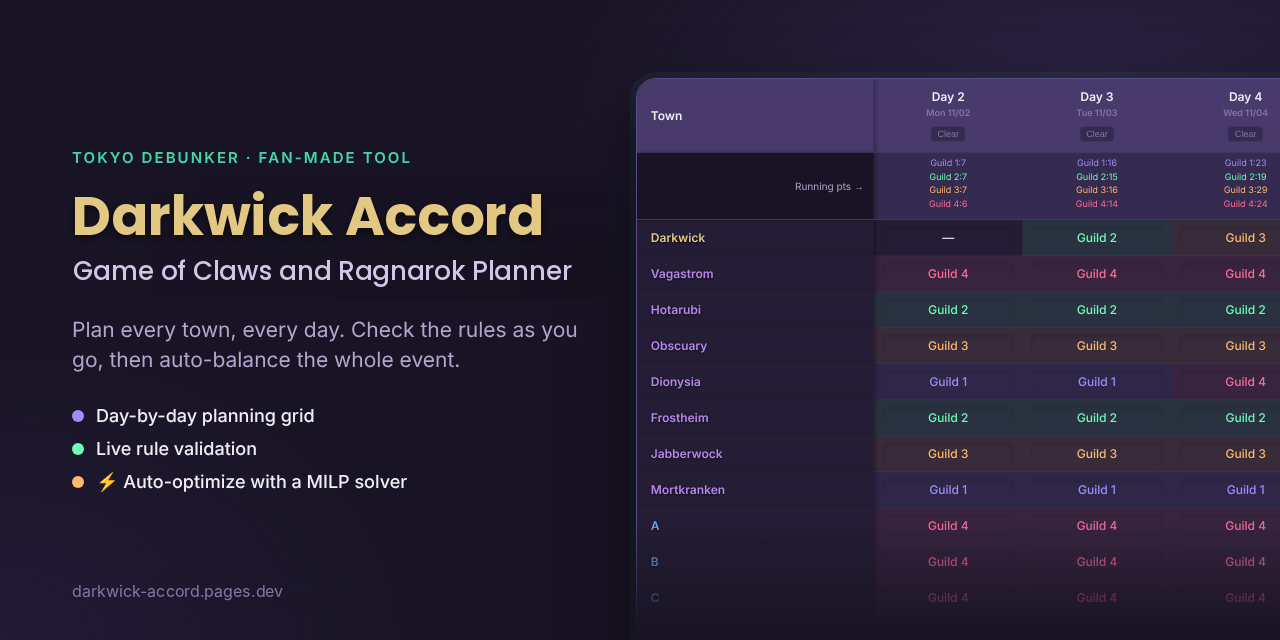 TOKYO DEBUNKER · FAN-MADE TOOL
Darkwick Accord
Game of Claws and Ragnarok Planner
Plan every town, every day. Check the rules as you
go, then auto-balance the whole event.
Day-by-day planning grid
Live rule validation
⚡ Auto-optimize with a MILP solver
darkwick-accord.pages.dev
Town Day 2 Day 3 Day 4
Mon 11/02 Tue 11/03 Wed 11/04
Clear Clear Clear
Guild 1:7 Guild 1:16 Guild 1:23
Guild 2:7 Guild 2:15 Guild 2:19
Running pts →
Guild 3:7 Guild 3:16 Guild 3:29
Guild 4:6 Guild 4:14 Guild 4:24
Darkwick — Guild 2 Guild 3
Vagastrom Guild 4 Guild 4 Guild 4
Hotarubi Guild 2 Guild 2 Guild 2
Obscuary Guild 3 Guild 3 Guild 3
Dionysia Guild 1 Guild 1 Guild 4
Frostheim Guild 2 Guild 2 Guild 2
Jabberwock Guild 3 Guild 3 Guild 3
Mortkranken Guild 1 Guild 1 Guild 1
A Guild 4 Guild 4 Guild 4
B Guild 4 Guild 4 Guild 4
C Guild 4 Guild 4 Guild 4